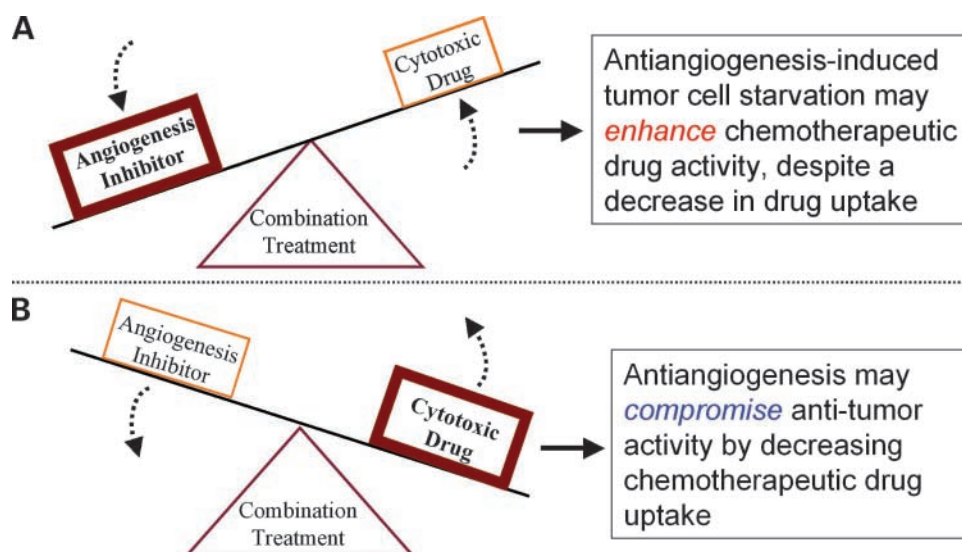 A
Angiogenesis
Inhibitor
Cytotoxic
Drug
Combination
Treatment
Antiangiogenesis-induced
tumor cell starvation may
enhance chemotherapeutic
drug activity, despite a
decrease in drug uptake
B
Angiogenesis
Inhibitor
Cytotoxic
Drug
Combination
Treatment
Antiangiogenesis may
compromise anti-tumor
activity by decreasing
chemotherapeutic drug
uptake